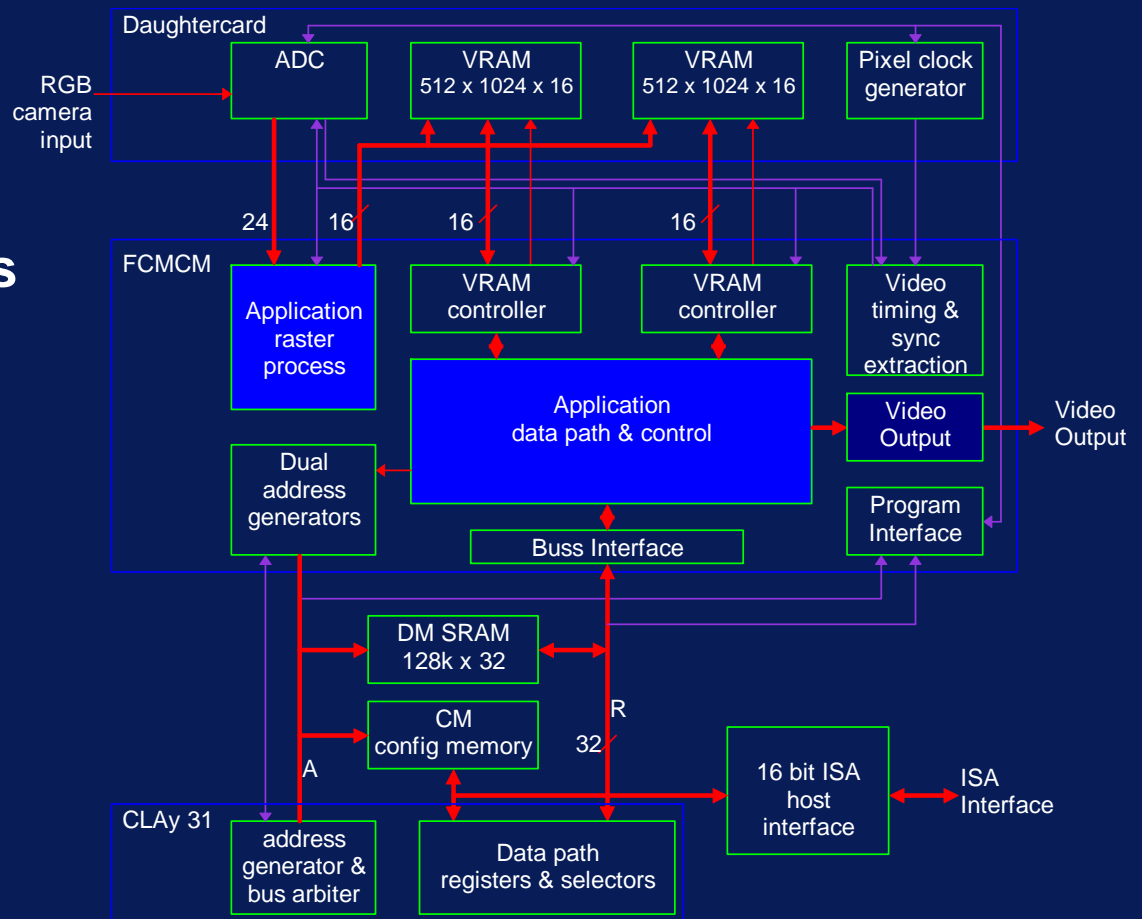 Daughtercard
ADC
VRAM
512 x 1024 x 16
VRAM
512 x 1024 x 16
Pixel clock
generator
RGB
camera
input
24
16
16
16
s
FCMCM
Application
raster
process
VRAM
controller
VRAM
controller
Video
timing &
sync
extraction
Application
data path & control
Video
Output
Video
Output
Dual
address
generators
Program
Interface
Buss Interface
DM SRAM
128k x 32
CM
config memory
R
32
A
16 bit ISA
host
interface
ISA
Interface
CLAy 31
address
generator &
bus arbiter
Data path
registers & selectors